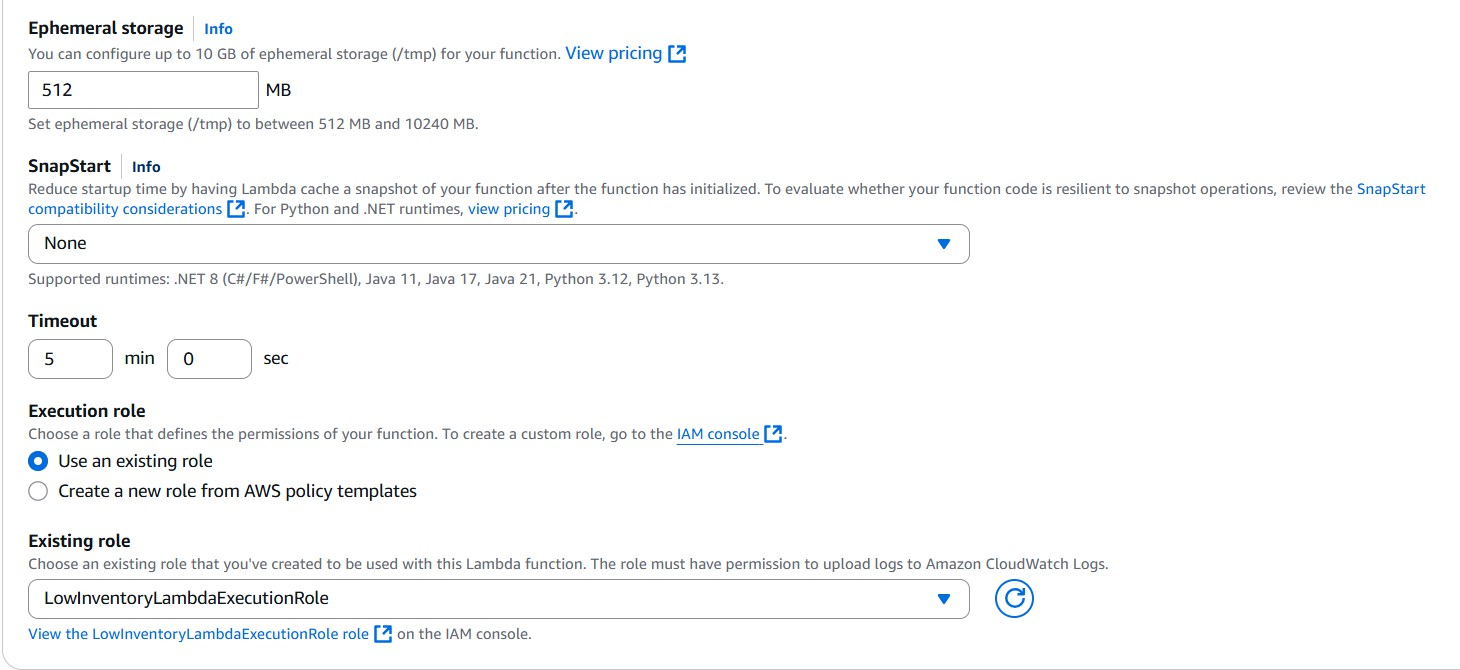 Ephemeral storage Info
You can configure up to 10 GB of ephemeral storage (/tmp) for your function. View pricing
512 MB
Set ephemeral storage (/tmp) to between 512 MB and 10240 MB.
SnapStart Info
Reduce startup time by having Lambda cache a snapshot of your function after the function has initialized. To evaluate whether your function code is resilient to snapshot operations, review the SnapStart
compatibility considerations. For Python and .NET runtimes, view pricing.
None
Supported runtimes: .NET 8 (C#/F#/PowerShell), Java 11, Java 17, Java 21, Python 3.12, Python 3.13.
Timeout
5 min 0 sec
Execution role
Choose a role that defines the permissions of your function. To create a custom role, go to the IAM console.
Use an existing role
Create a new role from AWS policy templates
Existing role
Choose an existing role that you've created to be used with this Lambda function. The role must have permission to upload logs to Amazon CloudWatch Logs.
LowInventoryLambdaExecutionRole
View the LowInventoryLambdaExecutionRole role on the IAM console.